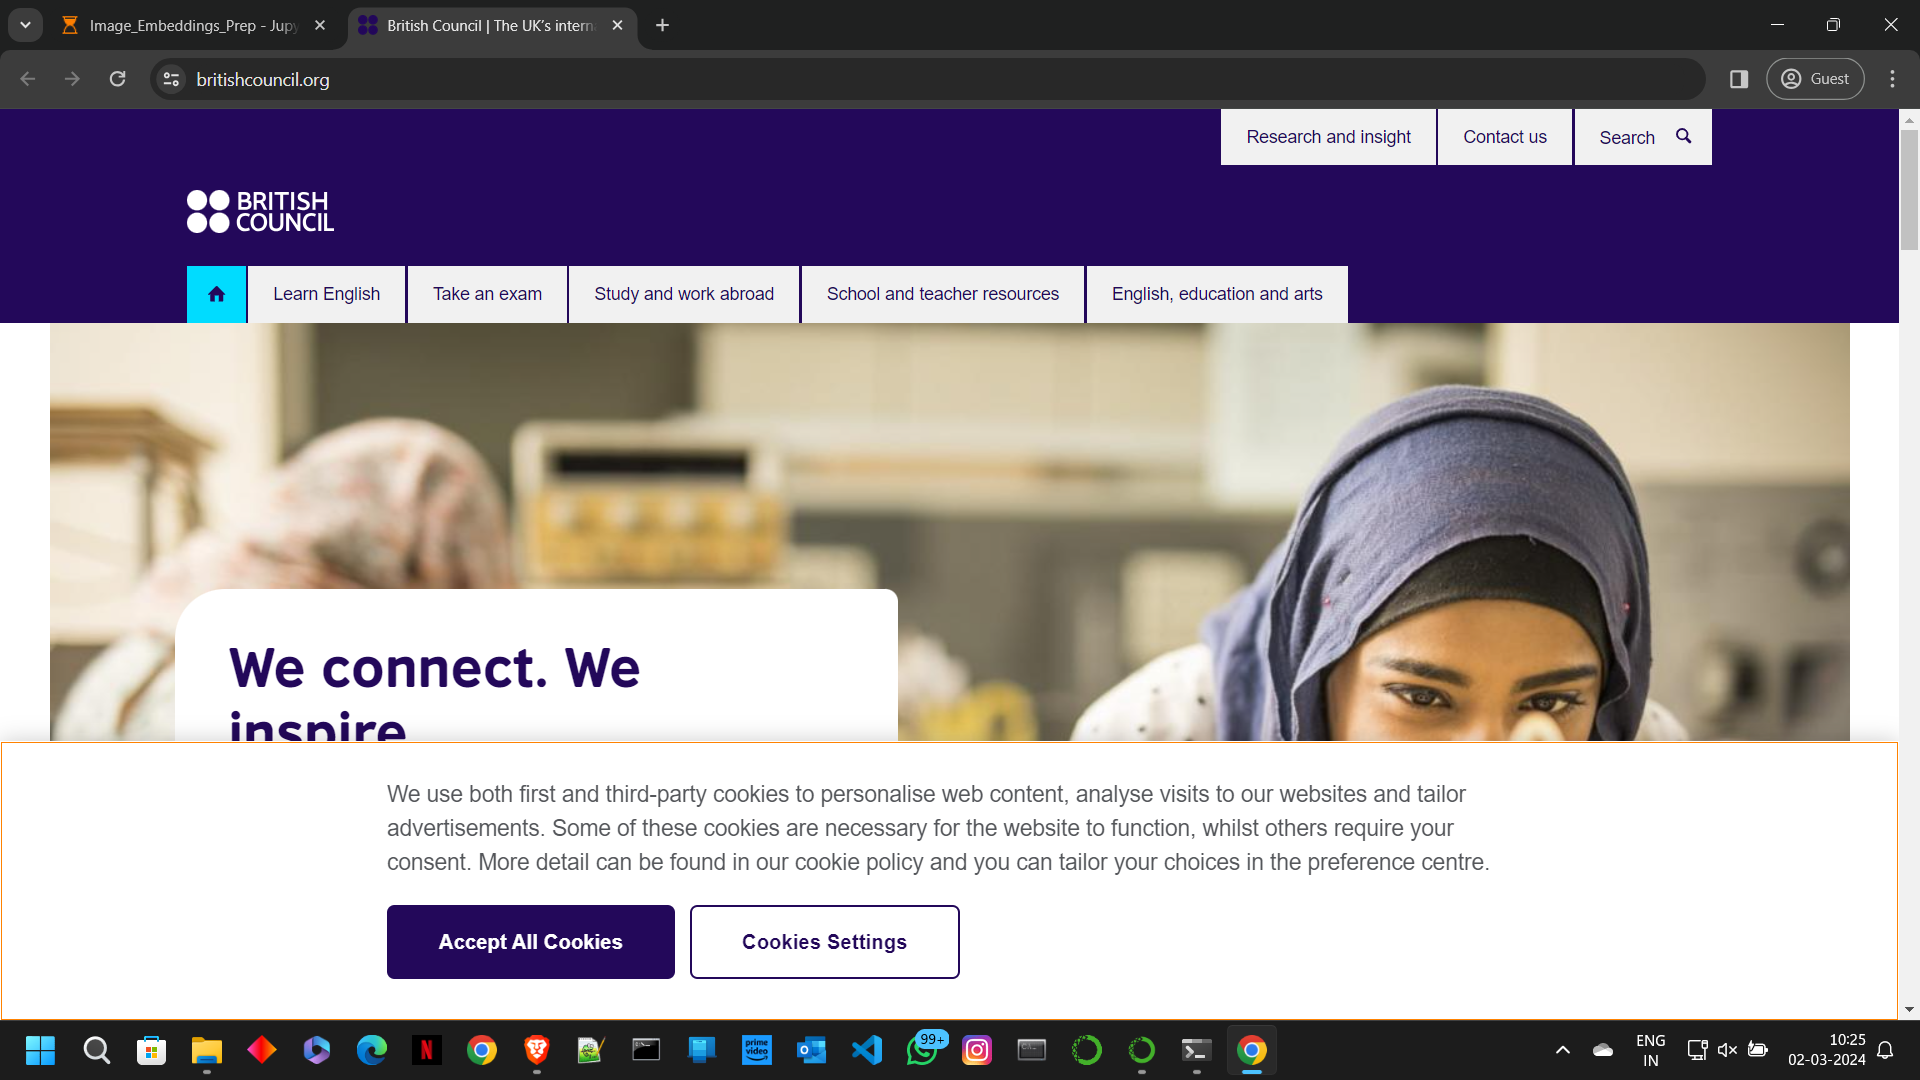 Image_Embeddings_Prep - Jupy
British Council | The UK's intern
britishcouncil.org
Guest
Research and insight
Contact us
Search
BRITISH
COUNCIL
Learn English
Take an exam
Study and work abroad
School and teacher resources
English, education and arts
We connect. We
inspire
We use both first and third-party cookies to personalise web content, analyse visits to our websites and tailor
advertisements. Some of these cookies are necessary for the website to function, whilst others require your
consent. More detail can be found in our cookie policy and you can tailor your choices in the preference centre.
Accept All Cookies
Cookies Settings
N
prime
video
99+
ENG
IN
10:25
02-03-2024